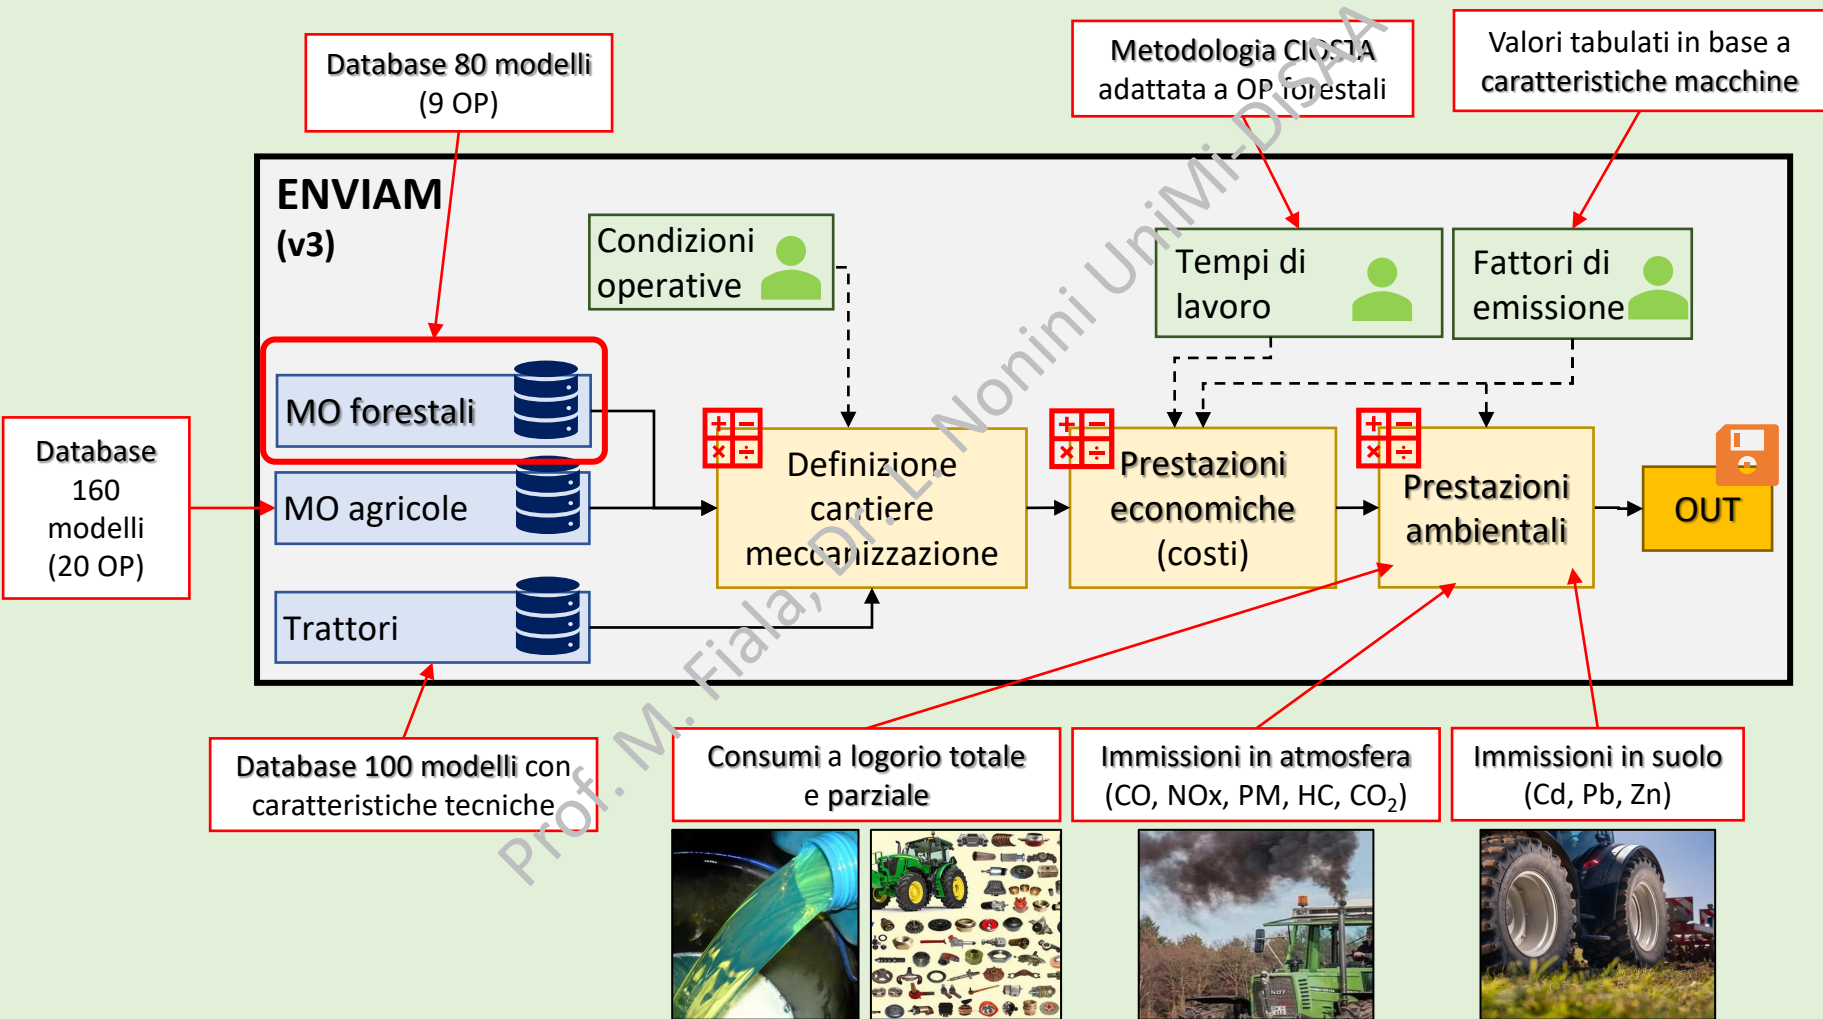 Database 80 modelli
(9 OP)
Metodologia CIOSTA
adattata a OP forestali
Valori tabulati in base a
caratteristiche macchine
ENVIAM
(v3)
Condizioni
operative
Tempi di
lavoro
Fattori di
emissione
MO forestali
Database
160
modelli
(20 OP)
MO agricole
Trattori
Definizione
cantiere
meccanizzazione
Prestazioni
economiche
(costi)
Prestazioni
ambientali
OUT
Database 100 modelli con
caratteristiche tecniche
Consumi a logorio totale
e parziale
Immissioni in atmosfera
(CO, NOx, PM, HC, CO₂)
Immissioni in suolo
(Cd, Pb, Zn)
Prof. M. Fiala, Dr. L. Nonini UniMi-DiSAA